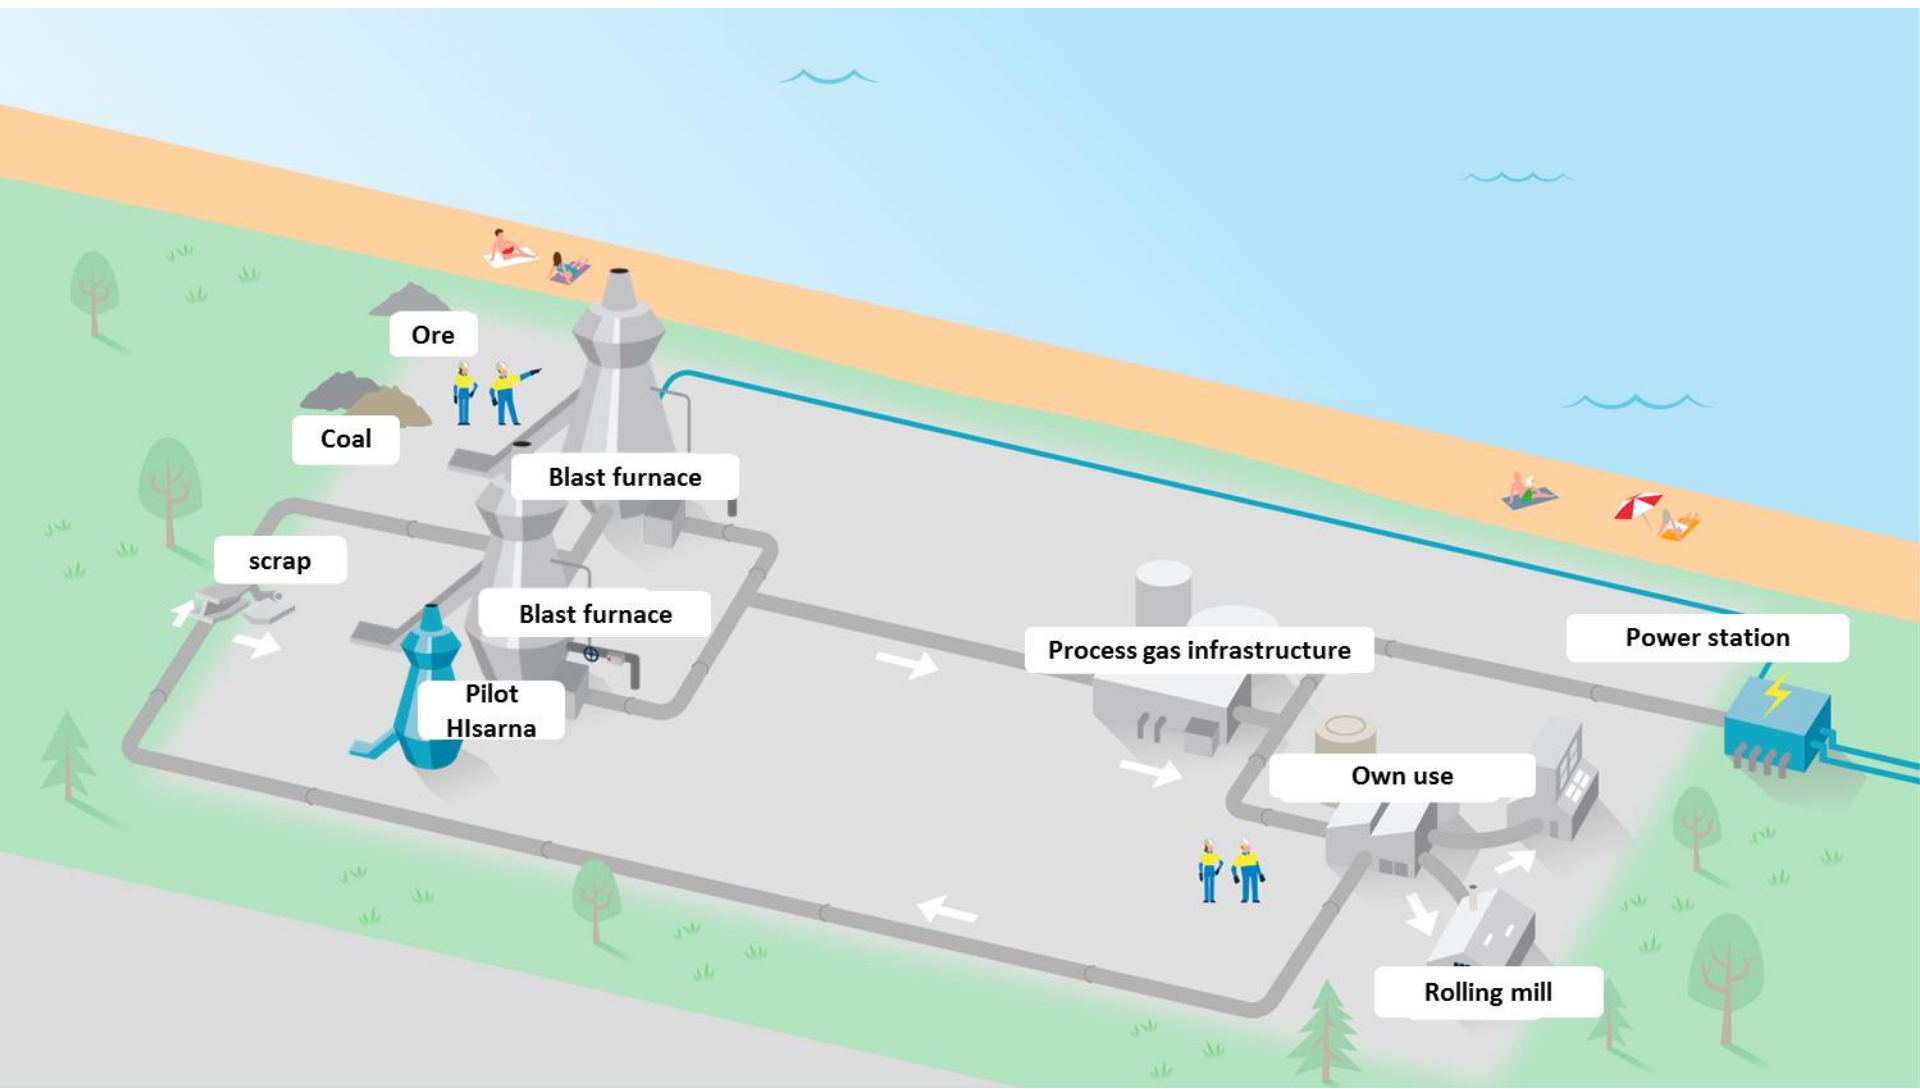 Ore
Coal
Blast furnace
scrap
Blast furnace
Process gas infrastructure
Power station
Pilot
HIsarna
Own use
Rolling mill